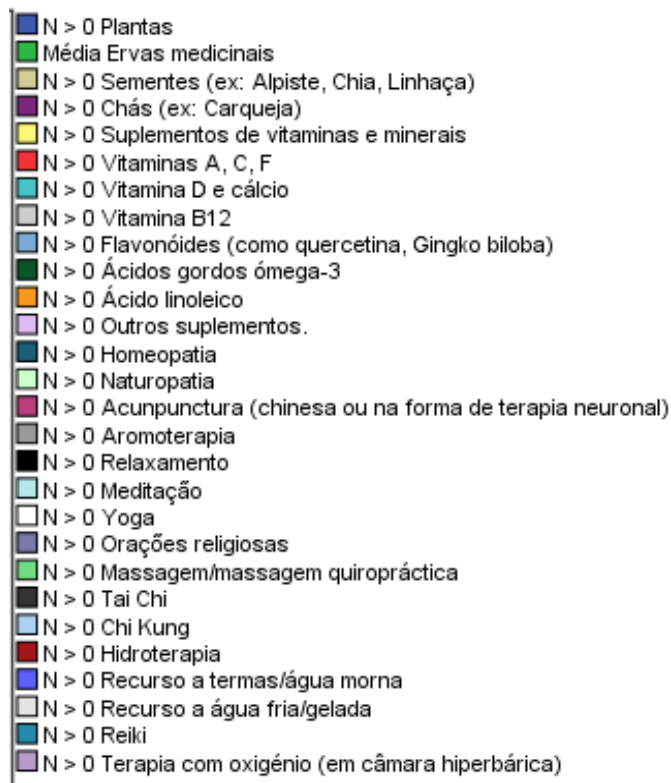 N > 0 Plantas
Média Ervas medicinais
N > 0 Sementes (ex: Alpiste, Chia, Linhaça)
N > 0 Chás (ex: Carqueja)
N > 0 Suplementos de vitaminas e minerais
N > 0 Vitaminas A, C, F
N > 0 Vitamina D e cálcio
N > 0 Vitamina B12
N > 0 Flavonóides (como quercetina, Gingko biloba)
N > 0 Ácidos gordos ómega-3
N > 0 Ácido linoleico
N > 0 Outros suplementos.
N > 0 Homeopatia
N > 0 Naturopatia
N > 0 Acunpunctura (chinesa ou na forma de terapia neuronal)
N > 0 Aromoterapia
N > 0 Relaxamento
N > 0 Meditação
N > 0 Yoga
N > 0 Orações religiosas
N > 0 Massagem/massagem quiropráctica
N > 0 Tai Chi
N > 0 Chi Kung
N > 0 Hidroterapia
N > 0 Recurso a termas/água morna
N > 0 Recurso a água fria/gelada
N > 0 Reiki
N > 0 Terapia com oxigénio (em câmara hiperbárica)